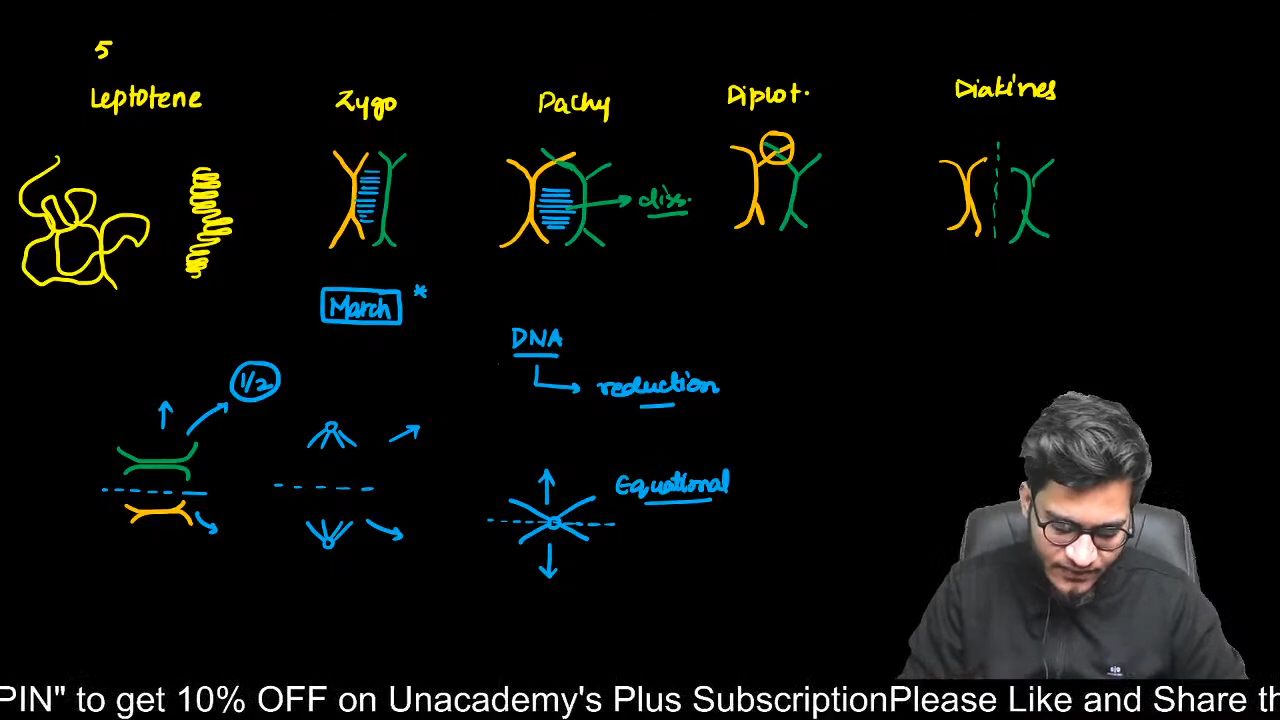 5
Leptotene
Zygo
Pachy
Diplot.
Diakines
diss.
March *
DNA
reduction
1/2
Equational
PIN" to get 10% OFF on Unacademy's Plus SubscriptionPlease Like and Share th